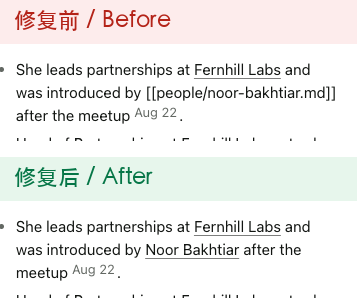 修复前 / Before
She leads partnerships at Fernhill Labs and
was introduced by [[people/noor-bakhtiar.md]]
after the meetup Aug 22.
修复后 / After
She leads partnerships at Fernhill Labs and
was introduced by Noor Bakhtiar after the
meetup Aug 22.